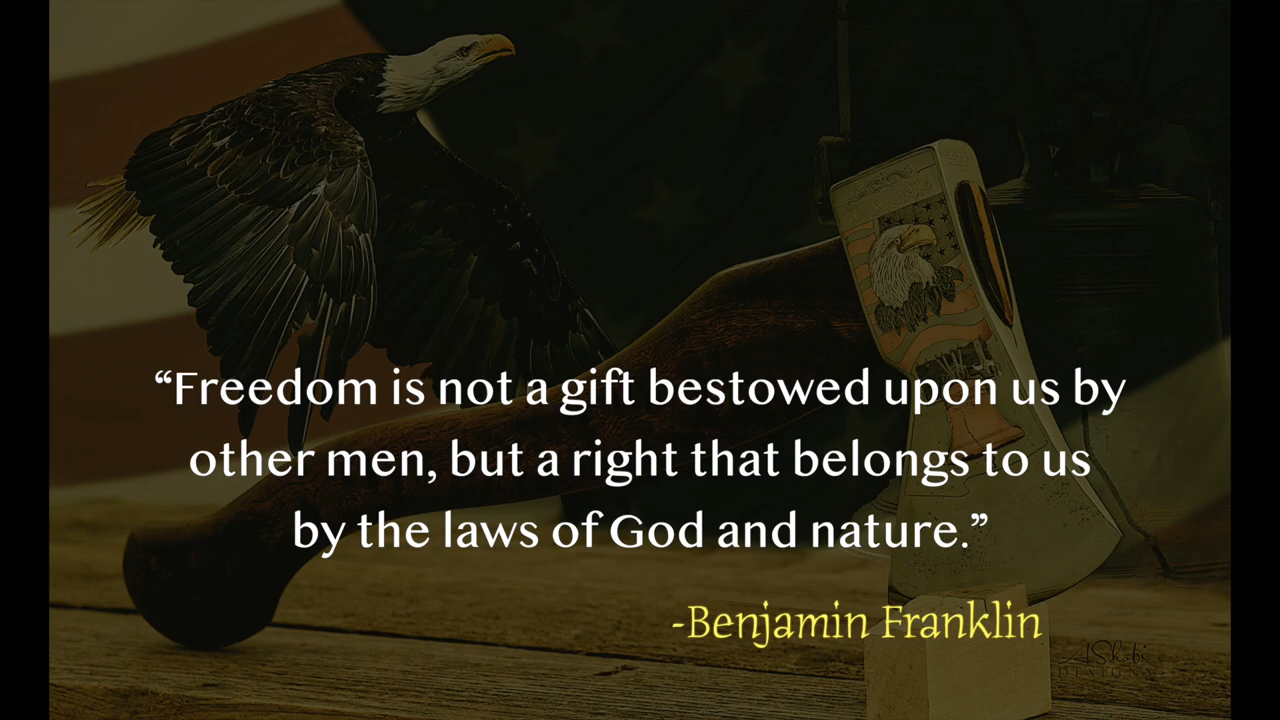 “Freedom is not a gift bestowed upon us by
other men, but a right that belongs to us
by the laws of God and nature.”
-Benjamin Franklin